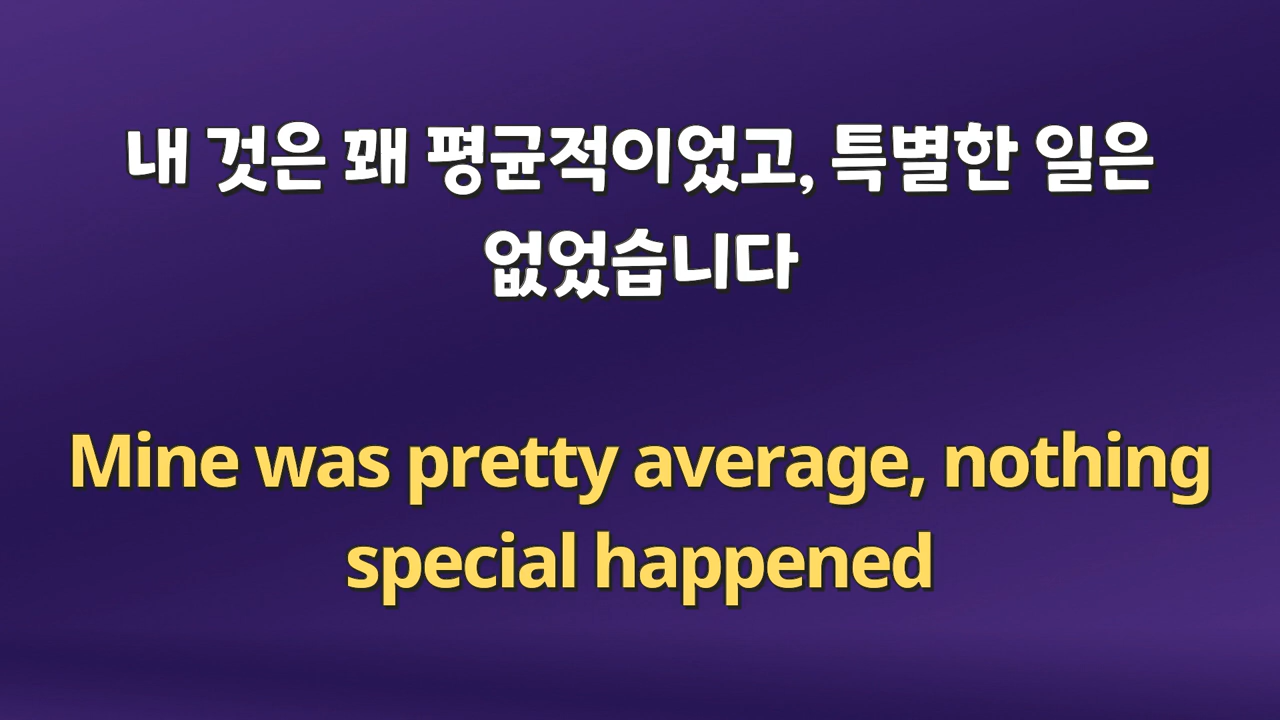 내 것은 꽤 평균적이었고, 특별한 일은
없었습니다
Mine was pretty average, nothing
special happened